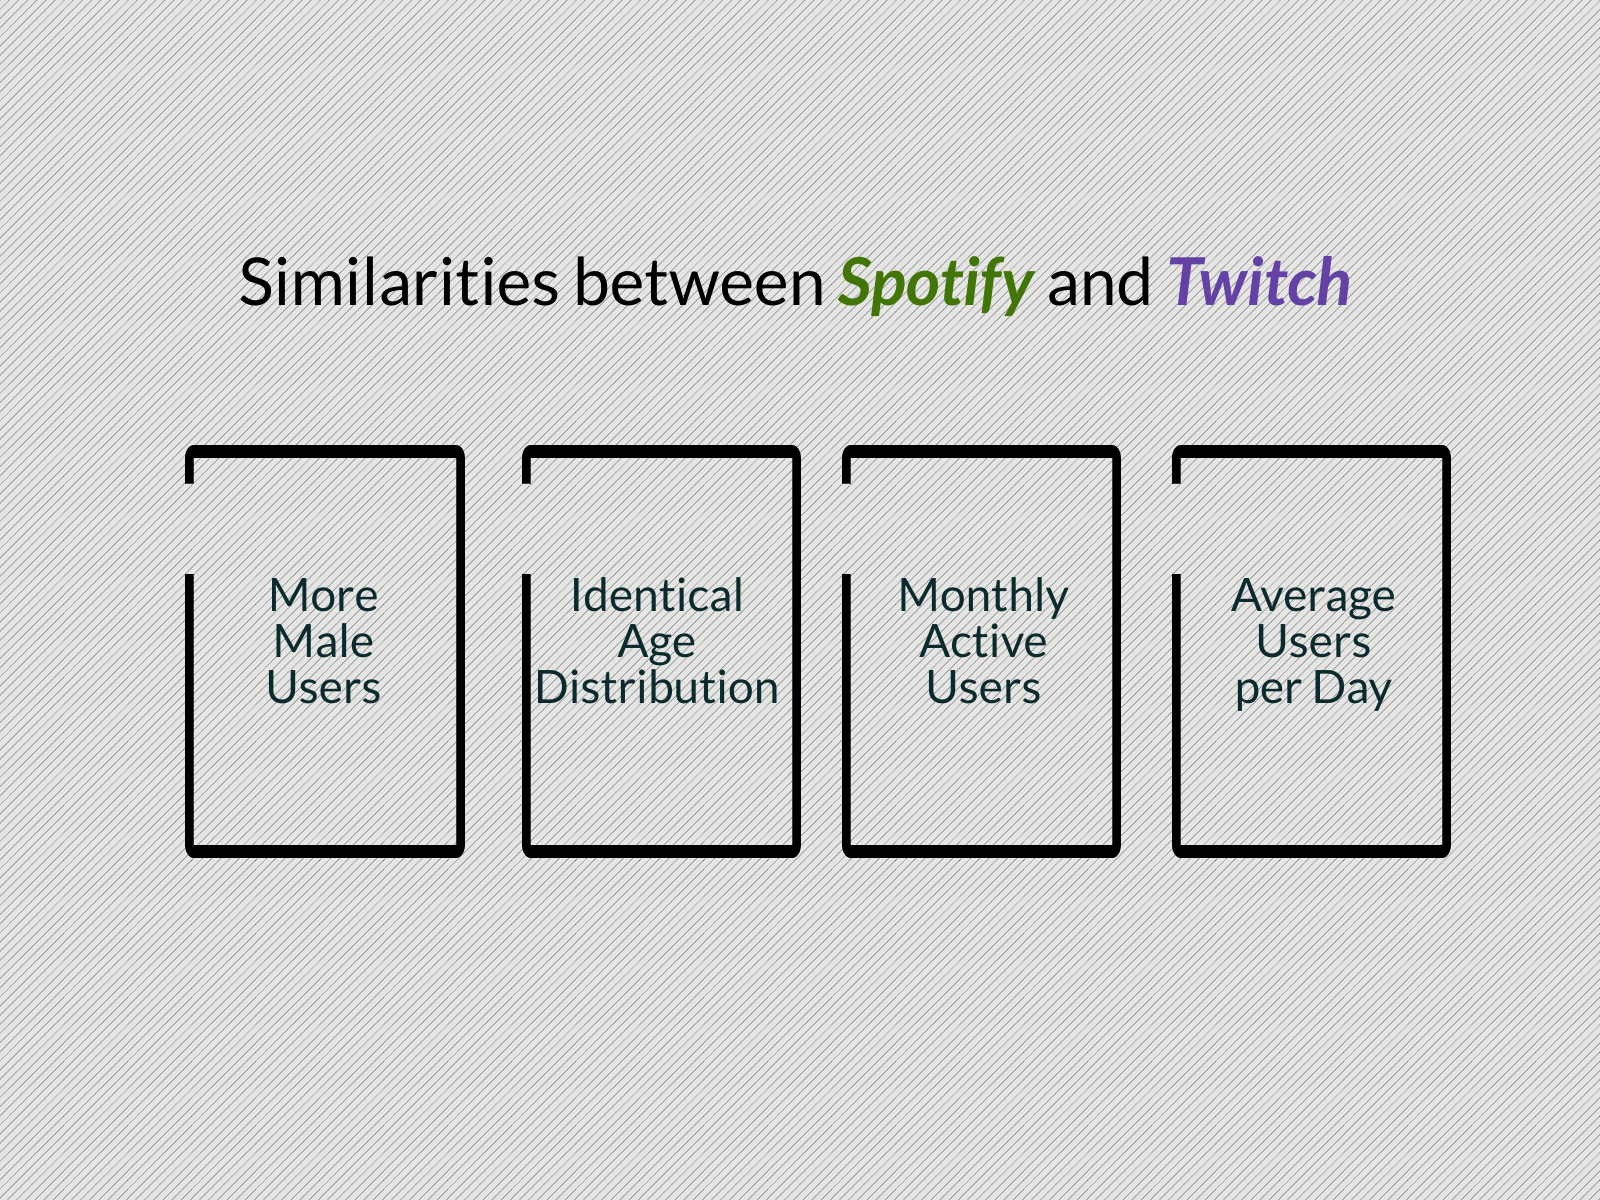 Similarities between Spotify and Twitch
More
Male
Users
Identical
Age
Distribution
Monthly
Active
Users
Average
Users
per Day